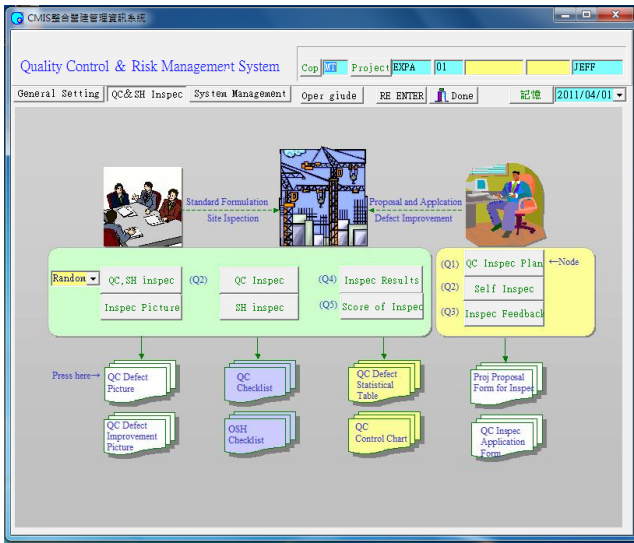 CMIS整合營建管理資訊系統
Quality Control & Risk Management System
Cop MT Project EXPA 01 JEFF
General Setting QC&SH Inspec System Management Oper giude RE ENTER Done 記憶 2011/04/01
Standard Formulation
Site Ispection
Proposal and Applcation
Defect Improvement
Random QC,SH inspec (Q2) QC Inspec (Q4) Inspec Results
Inspec Picture SH inspec (Q5) Score of Inspec
(Q1) QC Inspec Plan ←Node
(Q2) Self Inspec
(Q3) Inspec Feedback
Press here→
QC Defect
Picture
QC
Checklist
QC Defect
Statistical
Table
Proj Proposal
Form for Inspec
QC Defect
Improvement
Picture
OSH
Checklist
QC
Control Chart
QC Inspec
Application
Form